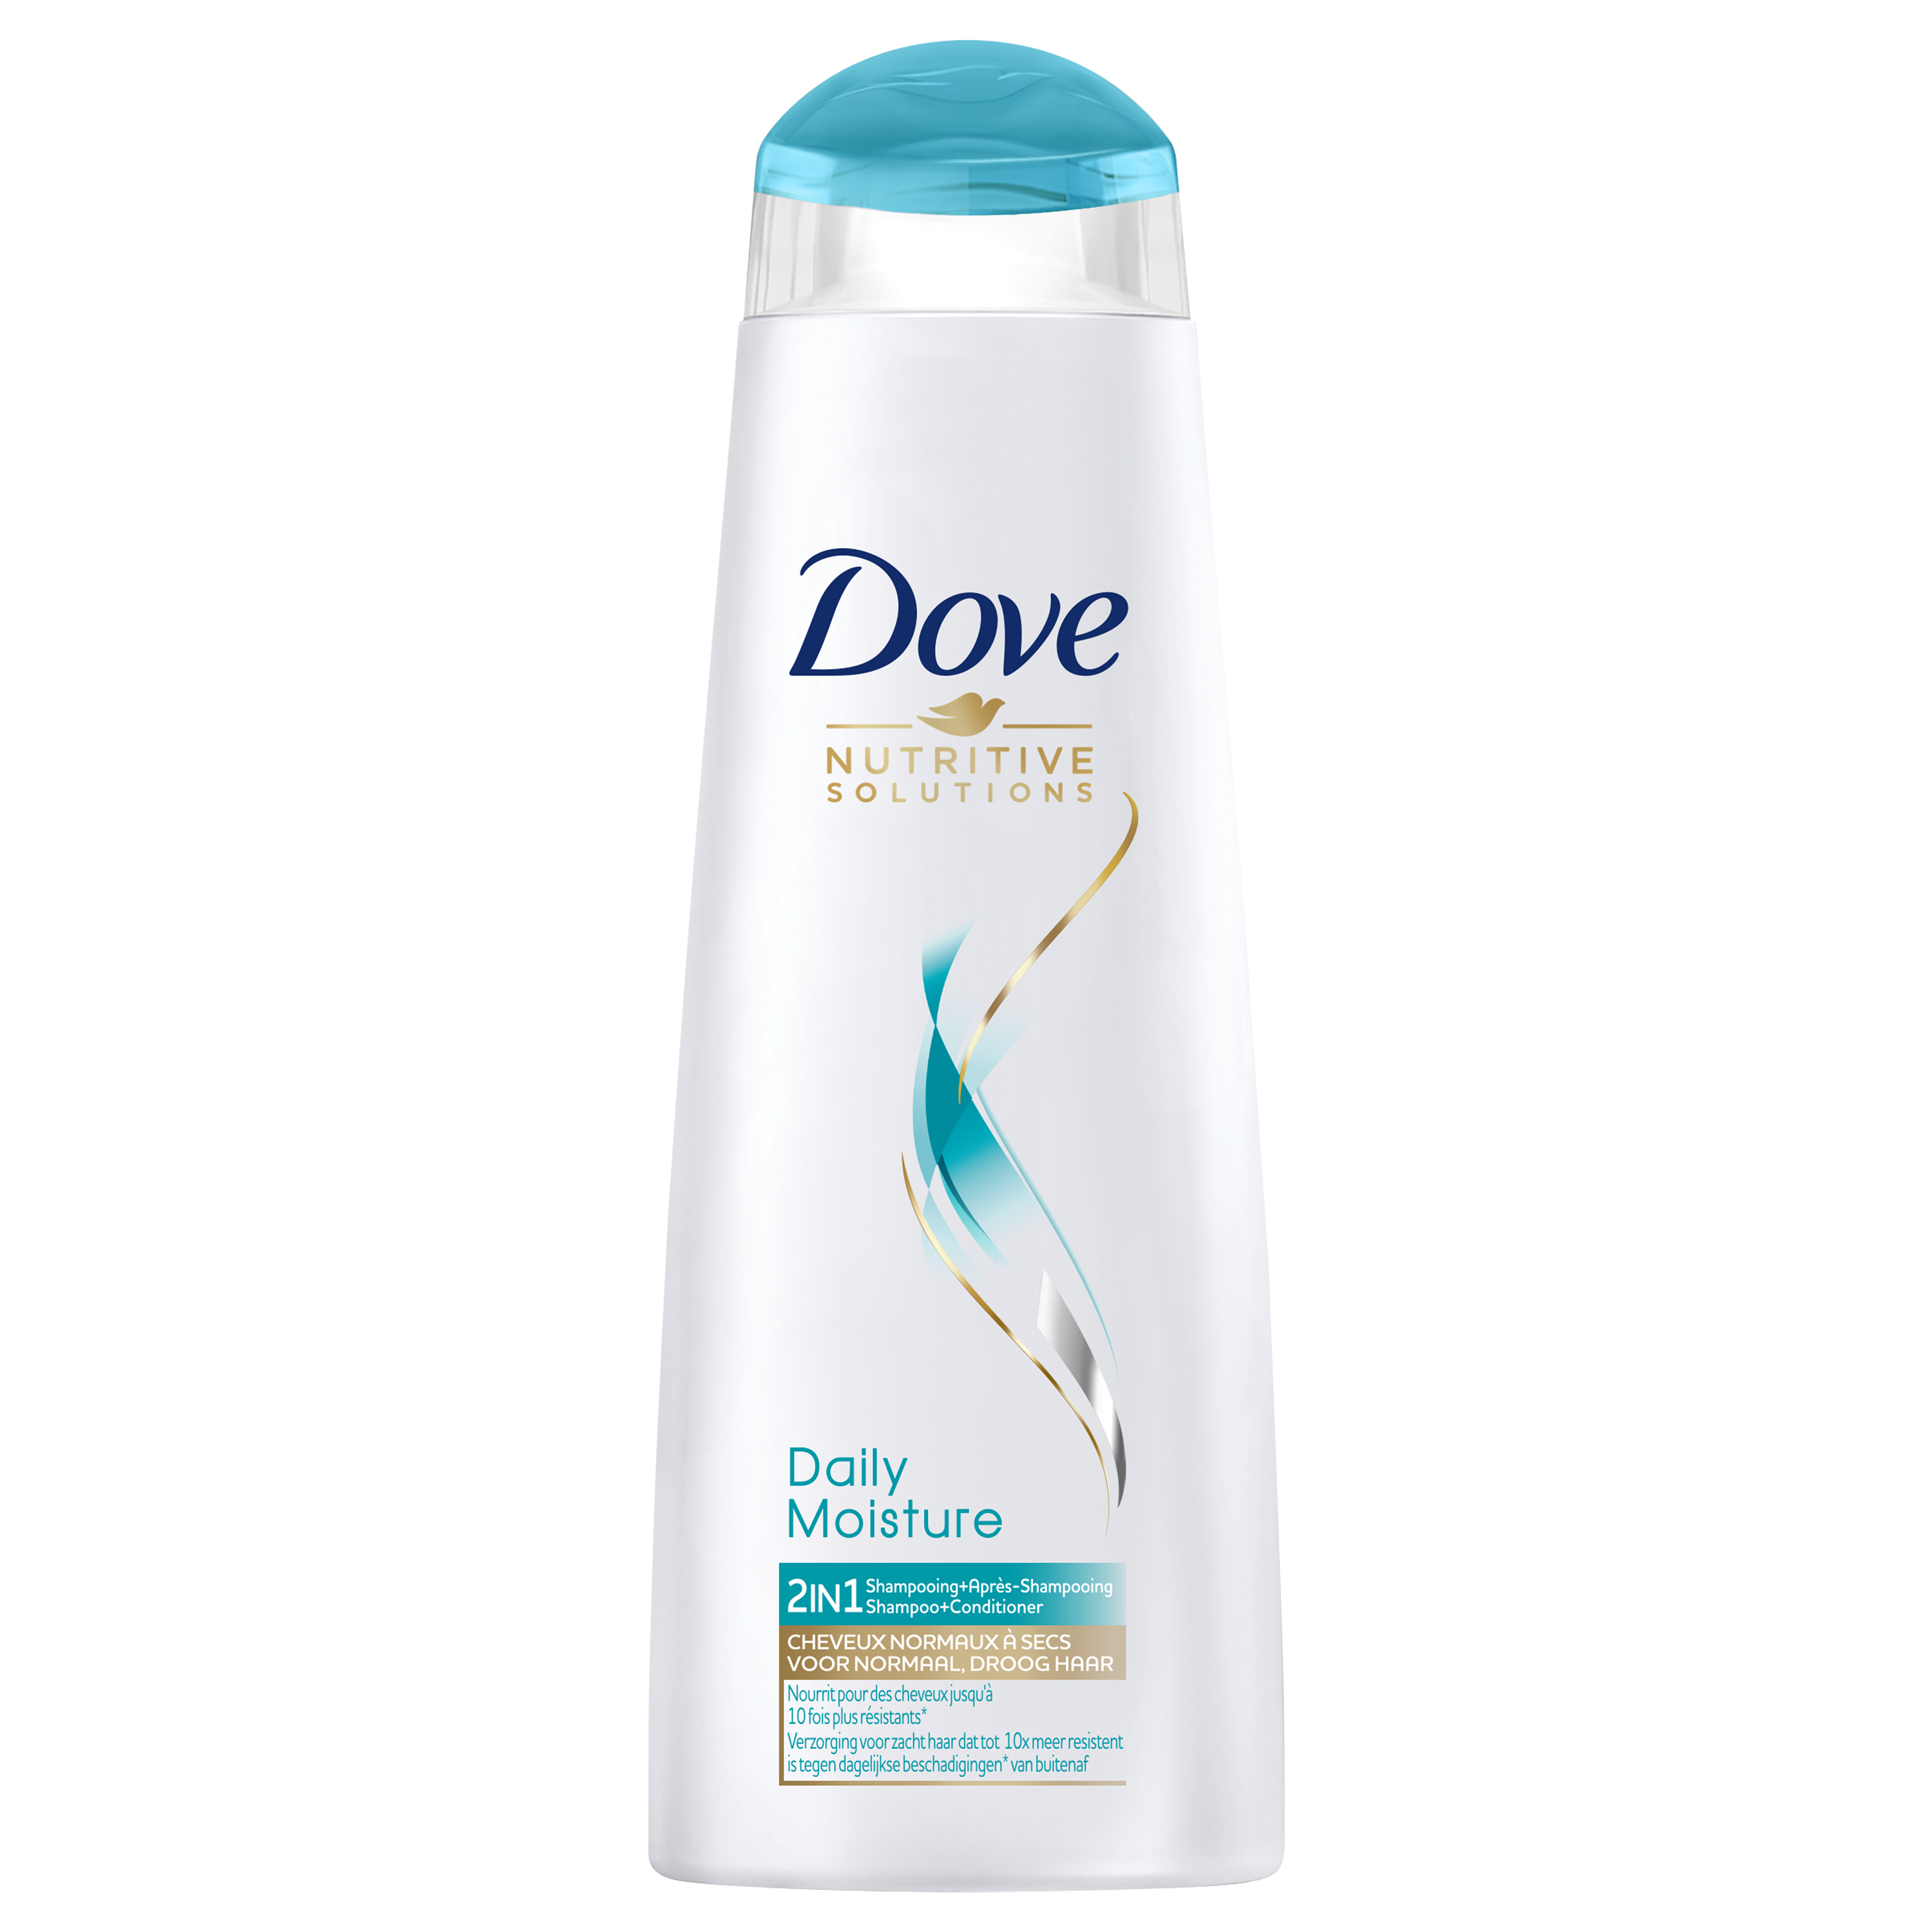 Dove
NUTRITIVE
SOLUTIONS
Daily
Moisture
2IN1 Shampooing+Après-Shampooing
Shampoo+Conditioner
CHEVEUX NORMAUX À SECS
VOOR NORMAAL, DROOG HAAR
Nourrit pour des cheveux jusqu'à
10 fois plus résistants*
Verzorging voor zacht haar dat tot 10x meer resistent
is tegen dagelijkse beschadigingen* van buitenaf